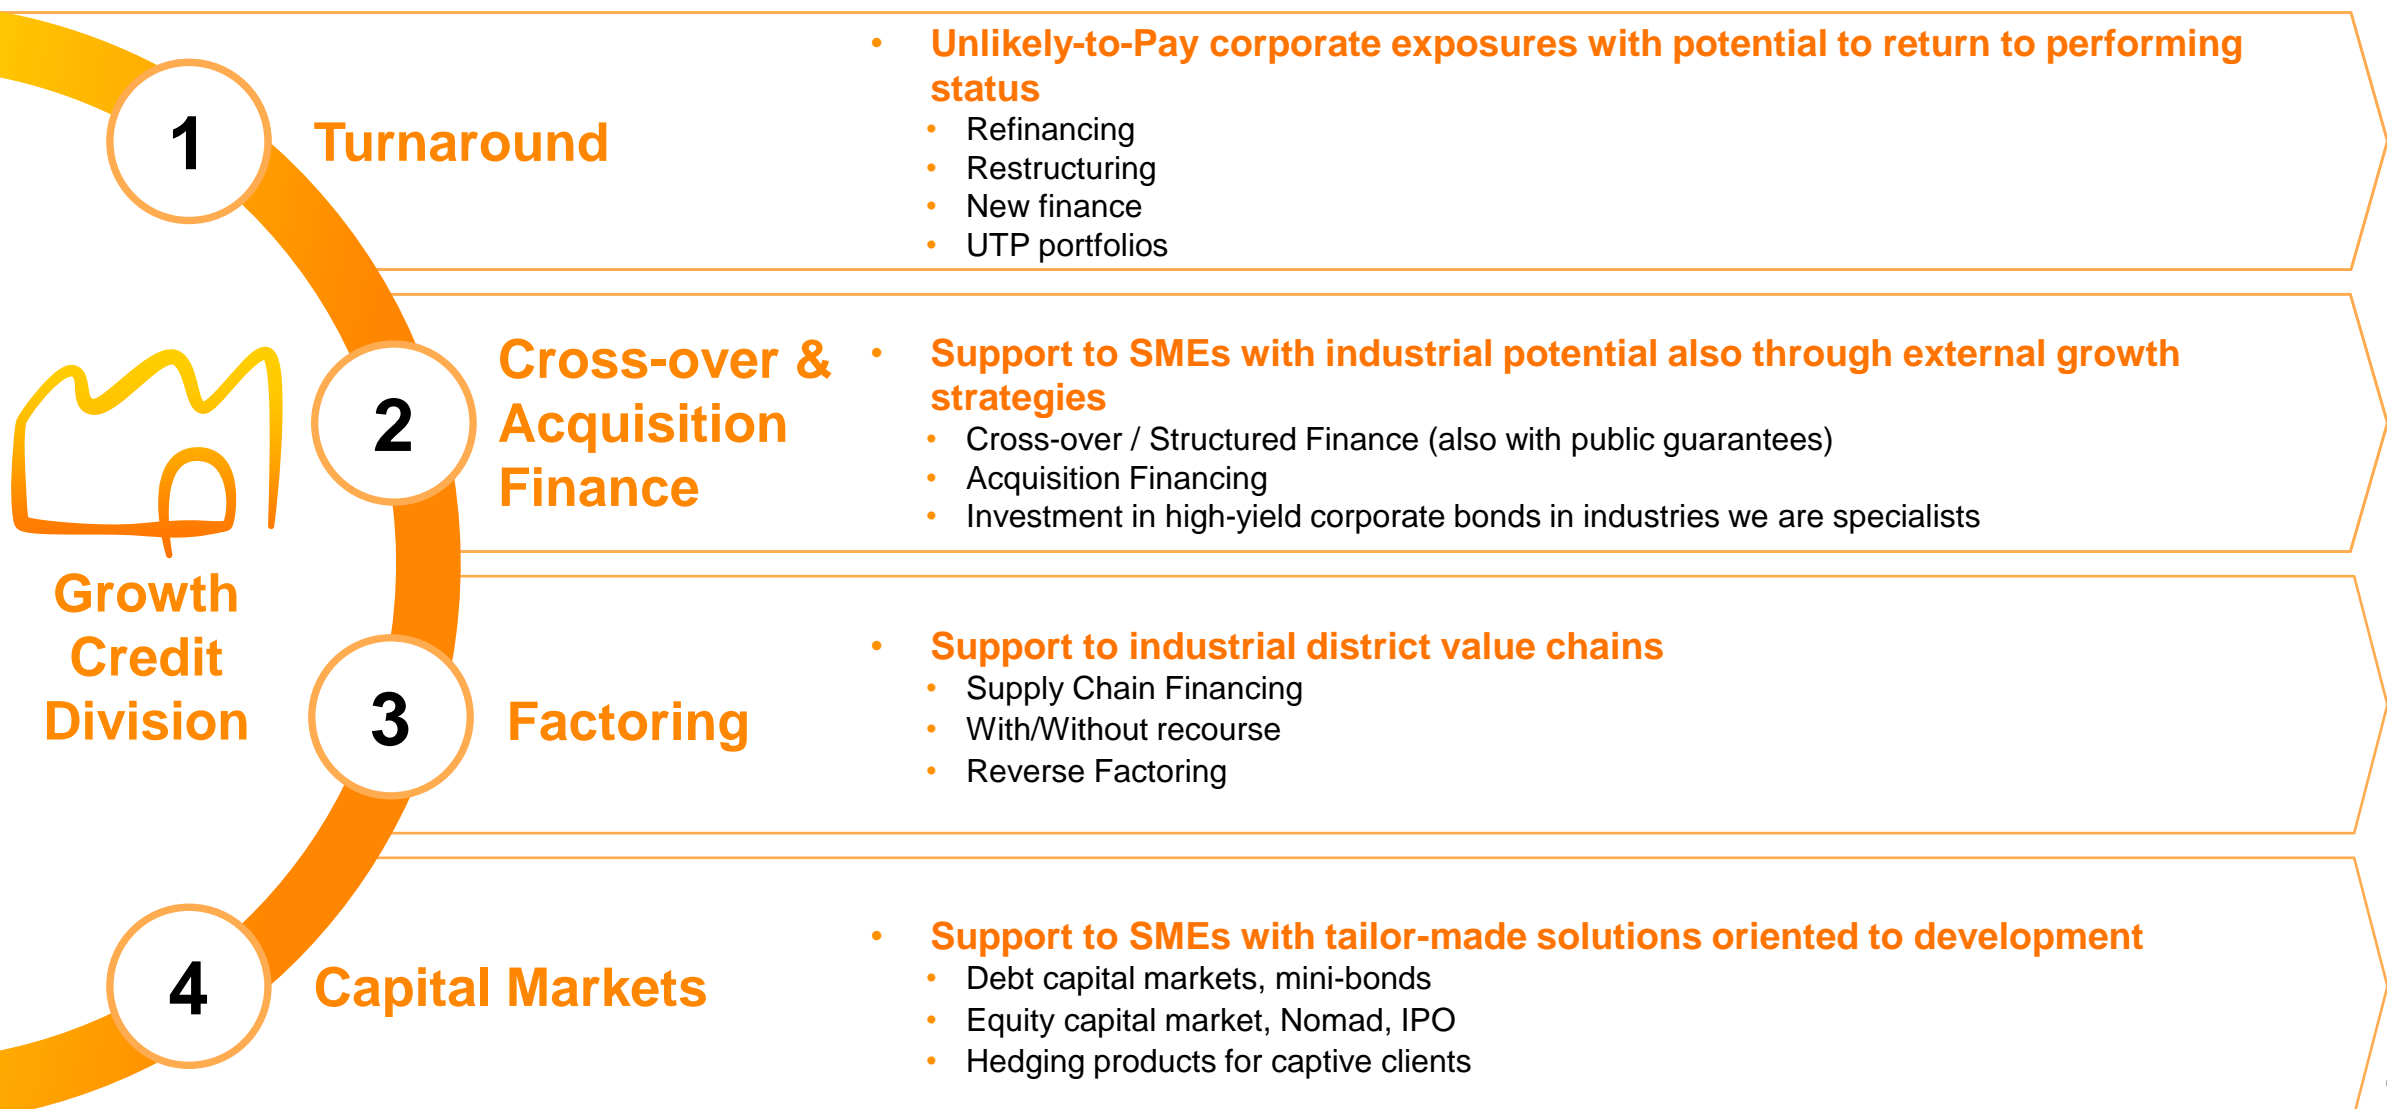 1
Turnaround
• Unlikely-to-Pay corporate exposures with potential to return to performing
status
• Refinancing
• Restructuring
• New finance
• UTP portfolios
Growth
Credit
Division
2
Cross-over &
Acquisition
Finance
• Support to SMEs with industrial potential also through external growth
strategies
• Cross-over / Structured Finance (also with public guarantees)
• Acquisition Financing
• Investment in high-yield corporate bonds in industries we are specialists
3
Factoring
• Support to industrial district value chains
• Supply Chain Financing
• With/Without recourse
• Reverse Factoring
4
Capital Markets
• Support to SMEs with tailor-made solutions oriented to development
• Debt capital markets, mini-bonds
• Equity capital market, Nomad, IPO
• Hedging products for captive clients